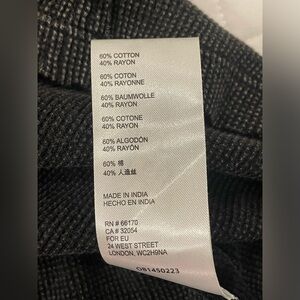 60% COTTON
40% RAYON
60% COTON
40% RAYONNE
60% BAUMWOLLE
40% RAYON
60% COTONE
40% RAYON
60% ALGODÓN
40% RAYÓN
60% 棉
40% 人造丝
MADE IN INDIA
HECHO EN INDIA
RN # 66170
CA # 32054
FOR EU
24 WEST STREET
LONDON, WC2H9NA
OB1450223